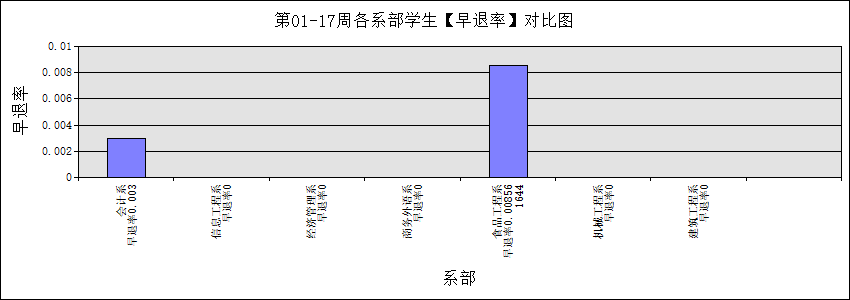 第01-17周各系部学生【早退率】对比图
早退率
0.01
0.008
0.006
0.004
0.002
0
会计系
早退率0.003
信息工程系
早退率0
经济管理系
早退率0
商务外语系
早退率0
食品工程系
早退率0.00856
1644
机械工程系
早退率0
建筑工程系
早退率0
系部